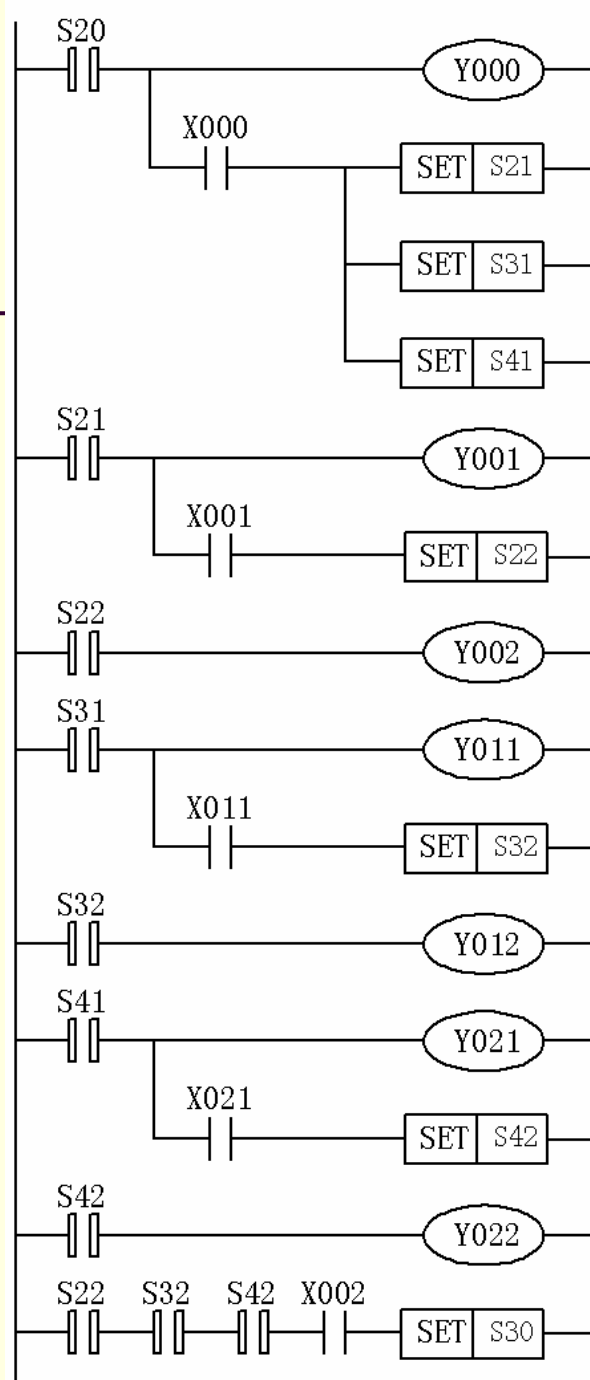 S20
Y000
X000
SET S21
SET S31
SET S41
S21
Y001
X001
SET S22
S22
Y002
S31
Y011
X011
SET S32
S32
Y012
S41
Y021
X021
SET S42
S42
Y022
S22 S32 S42 X002
SET S30